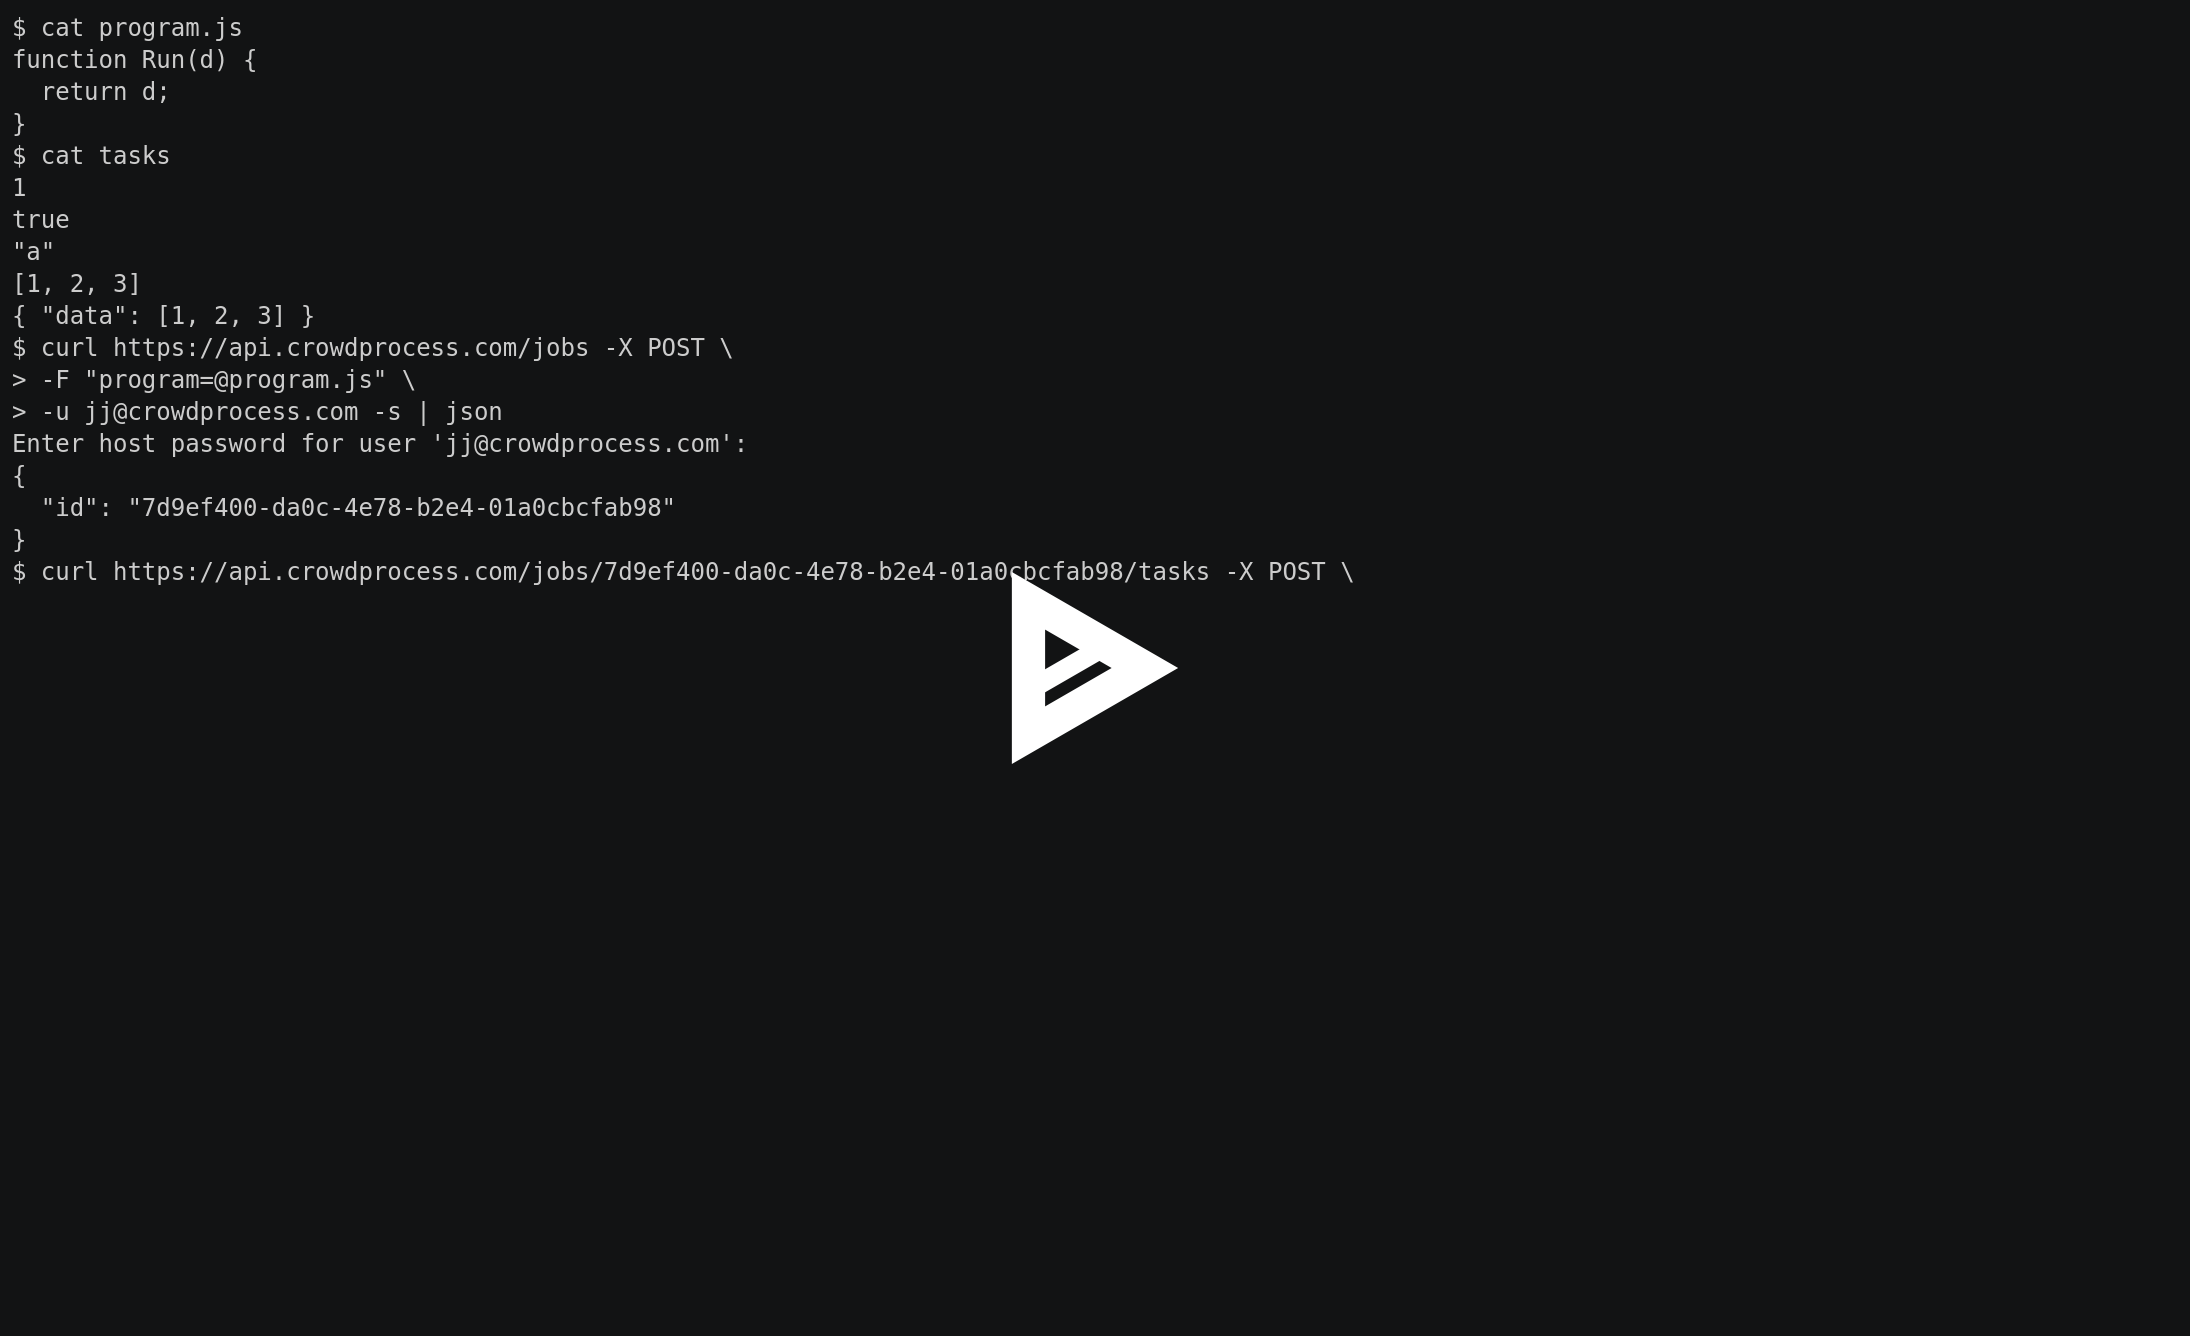 $ cat program.js
function Run(d) {
  return d;
}
$ cat tasks
1
true
"a"
[1, 2, 3]
{ "data": [1, 2, 3] }
$ curl https://api.crowdprocess.com/jobs -X POST \
> -F "program=@program.js" \
> -u jj@crowdprocess.com -s | json
Enter host password for user 'jj@crowdprocess.com':
{
  "id": "7d9ef400-da0c-4e78-b2e4-01a0cbcfab98"
}
$ curl https://api.crowdprocess.com/jobs/7d9ef400-da0c-4e78-b2e4-01a0cbcfab98/tasks -X POST \